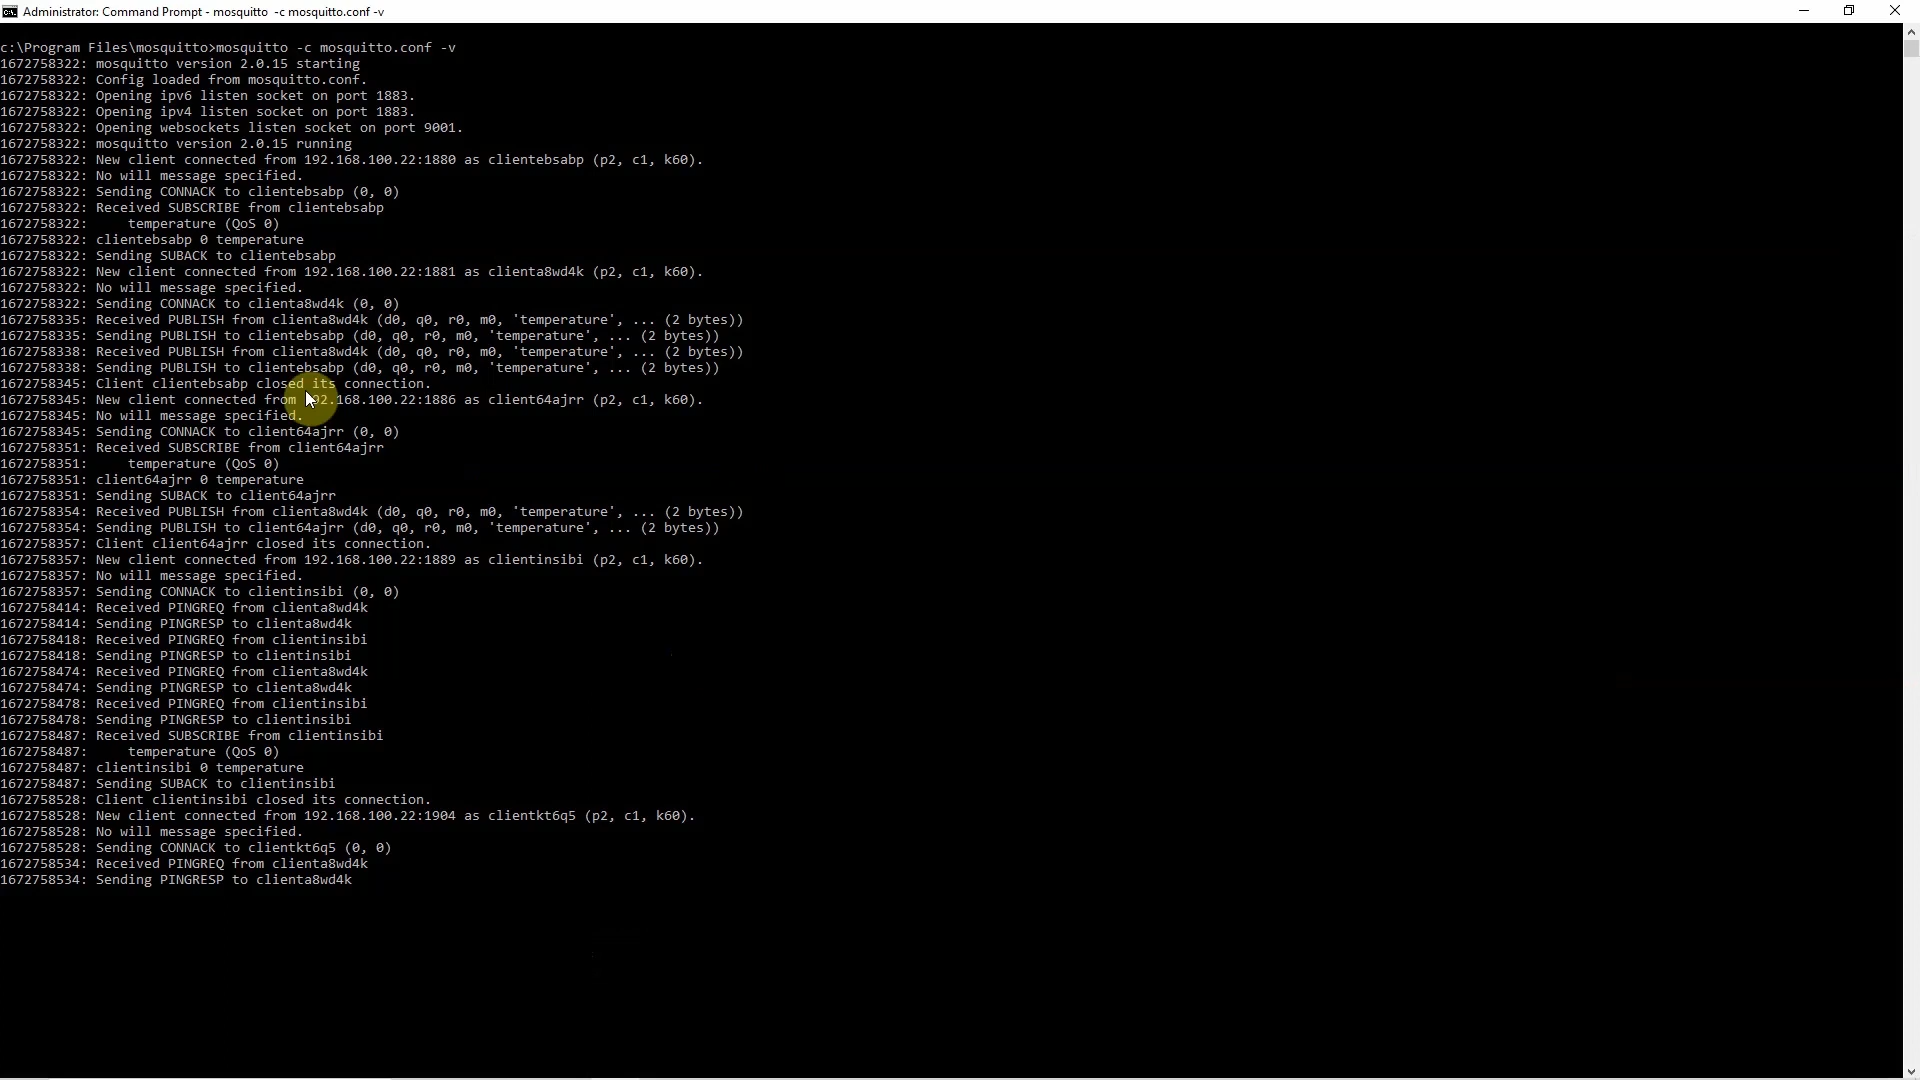 Administrator: Command Prompt - mosquitto  -c mosquitto.conf -v
c:\Program Files\mosquitto>mosquitto -c mosquitto.conf -v
1672758322: mosquitto version 2.0.15 starting
1672758322: Config loaded from mosquitto.conf.
1672758322: Opening ipv6 listen socket on port 1883.
1672758322: Opening ipv4 listen socket on port 1883.
1672758322: Opening websockets listen socket on port 9001.
1672758322: mosquitto version 2.0.15 running
1672758322: New client connected from 192.168.100.22:1880 as clientebsabp (p2, c1, k60).
1672758322: No will message specified.
1672758322: Sending CONNACK to clientebsabp (0, 0)
1672758322: Received SUBSCRIBE from clientebsabp
1672758322:     temperature (QoS 0)
1672758322: clientebsabp 0 temperature
1672758322: Sending SUBACK to clientebsabp
1672758322: New client connected from 192.168.100.22:1881 as clienta8wd4k (p2, c1, k60).
1672758322: No will message specified.
1672758322: Sending CONNACK to clienta8wd4k (0, 0)
1672758335: Received PUBLISH from clienta8wd4k (d0, q0, r0, m0, 'temperature', ... (2 bytes))
1672758335: Sending PUBLISH to clientebsabp (d0, q0, r0, m0, 'temperature', ... (2 bytes))
1672758338: Received PUBLISH from clienta8wd4k (d0, q0, r0, m0, 'temperature', ... (2 bytes))
1672758338: Sending PUBLISH to clientebsabp (d0, q0, r0, m0, 'temperature', ... (2 bytes))
1672758345: Client clientebsabp closed its connection.
1672758345: New client connected from 192.168.100.22:1886 as client64ajrr (p2, c1, k60).
1672758345: No will message specified.
1672758345: Sending CONNACK to client64ajrr (0, 0)
1672758351: Received SUBSCRIBE from client64ajrr
1672758351:     temperature (QoS 0)
1672758351: client64ajrr 0 temperature
1672758351: Sending SUBACK to client64ajrr
1672758354: Received PUBLISH from clienta8wd4k (d0, q0, r0, m0, 'temperature', ... (2 bytes))
1672758354: Sending PUBLISH to client64ajrr (d0, q0, r0, m0, 'temperature', ... (2 bytes))
1672758357: Client client64ajrr closed its connection.
1672758357: New client connected from 192.168.100.22:1889 as clientinsibi (p2, c1, k60).
1672758357: No will message specified.
1672758357: Sending CONNACK to clientinsibi (0, 0)
1672758414: Received PINGREQ from clienta8wd4k
1672758414: Sending PINGRESP to clienta8wd4k
1672758418: Received PINGREQ from clientinsibi
1672758418: Sending PINGRESP to clientinsibi
1672758474: Received PINGREQ from clienta8wd4k
1672758474: Sending PINGRESP to clienta8wd4k
1672758478: Received PINGREQ from clientinsibi
1672758478: Sending PINGRESP to clientinsibi
1672758487: Received SUBSCRIBE from clientinsibi
1672758487:     temperature (QoS 0)
1672758487: clientinsibi 0 temperature
1672758487: Sending SUBACK to clientinsibi
1672758528: Client clientinsibi closed its connection.
1672758528: New client connected from 192.168.100.22:1904 as clientkt6q5 (p2, c1, k60).
1672758528: No will message specified.
1672758528: Sending CONNACK to clientkt6q5 (0, 0)
1672758534: Received PINGREQ from clienta8wd4k
1672758534: Sending PINGRESP to clienta8wd4k